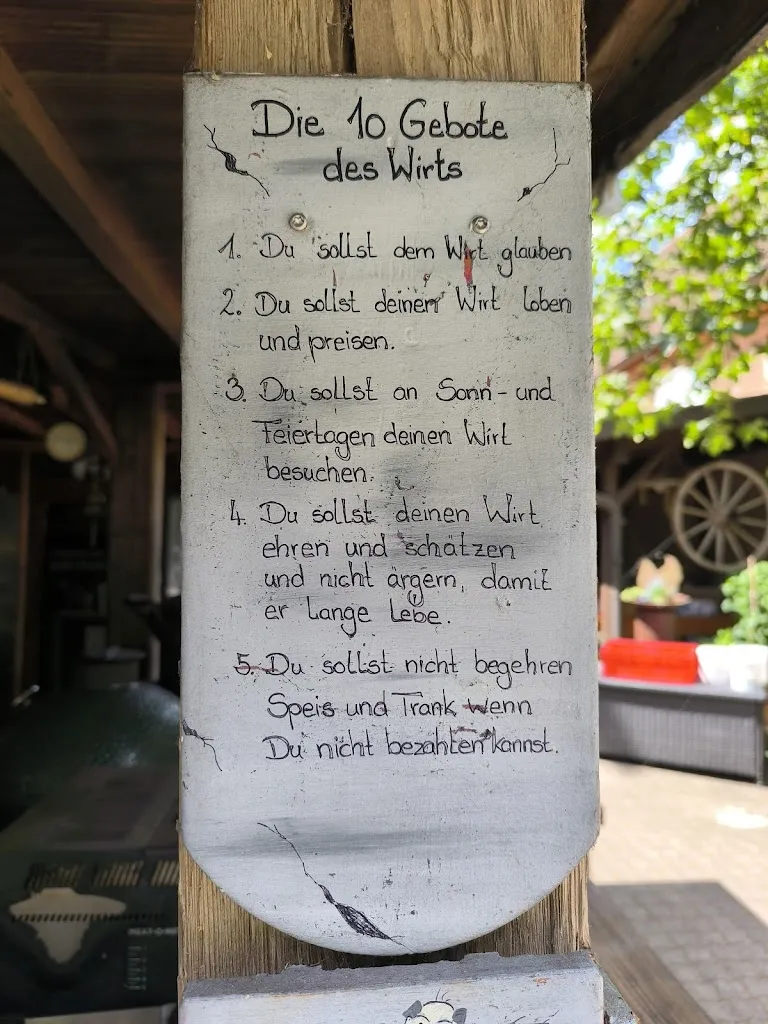 Die 10 Gebote
des Wirts
1. Du sollst dem Wirt glauben
2. Du sollst deinen Wirt loben
und preisen.
3. Du sollst an Sonn- und
Feiertagen deinen Wirt
besuchen.
4. Du sollst deinen Wirt
ehren und schätzen
und nicht ärgern, damit
er lange lebe.
5. Du sollst nicht begehren
Speis und Trank wenn
Du nicht bezahlen kannst.